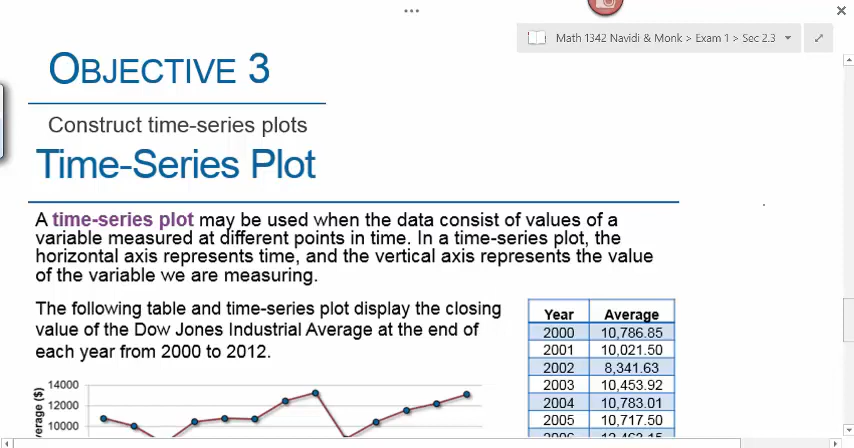 Math 1342 Navidi & Monk > Exam 1 > Sec 2.3
OBJECTIVE 3
Construct time-series plots
Time-Series Plot
A time-series plot may be used when the data consist of values of a
variable measured at different points in time. In a time-series plot, the
horizontal axis represents time, and the vertical axis represents the value
of the variable we are measuring.
The following table and time-series plot display the closing
value of the Dow Jones Industrial Average at the end of
each year from 2000 to 2012.
Year Average
2000 10,786.85
2001 10,021.50
2002 8,341.63
2003 10,453.92
2004 10,783.01
2005 10,717.50
14000
12000
10000